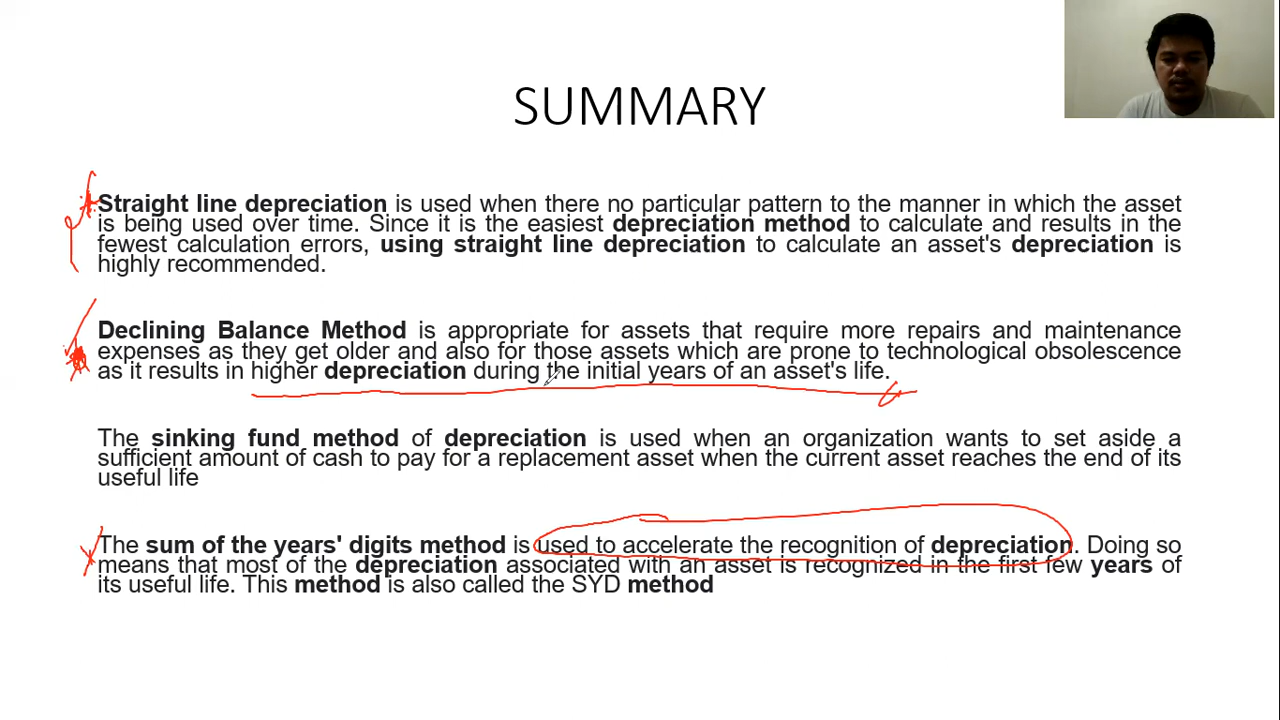 SUMMARY
Straight line depreciation is used when there no particular pattern to the manner in which the asset
is being used over time. Since it is the easiest depreciation method to calculate and results in the
fewest calculation errors, using straight line depreciation to calculate an asset's depreciation is
highly recommended.
Declining Balance Method is appropriate for assets that require more repairs and maintenance
expenses as they get older and also for those assets which are prone to technological obsolescence
as it results in higher depreciation during the initial years of an asset's life.
The sinking fund method of depreciation is used when an organization wants to set aside a
sufficient amount of cash to pay for a replacement asset when the current asset reaches the end of its
useful life
The sum of the years' digits method is used to accelerate the recognition of depreciation. Doing so
means that most of the depreciation associated with an asset is recognized in the first few years of
its useful life. This method is also called the SYD method